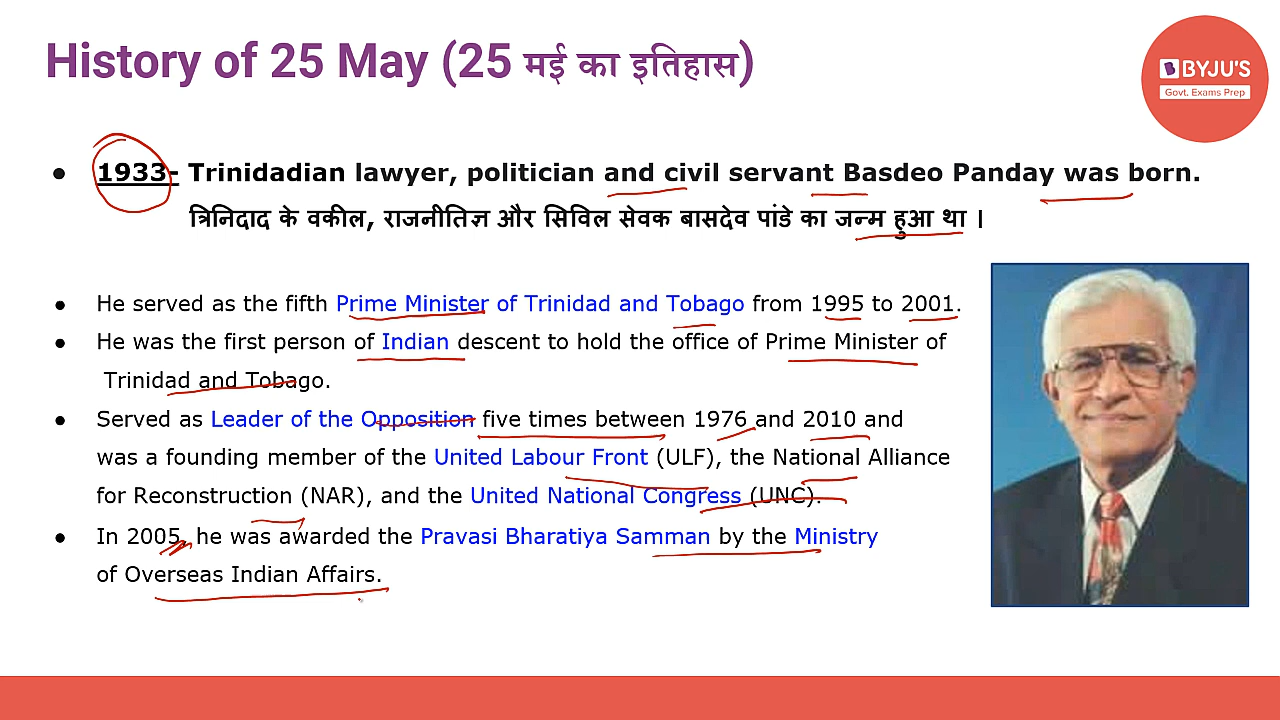 History of 25 May (25 मई का इतिहास)
BYJU'S
Govt. Exams Prep
1933- Trinidadian lawyer, politician and civil servant Basdeo Panday was born.
त्रिनिदाद के वकील, राजनीतिज्ञ और सिविल सेवक बासदेव पांडे का जन्म हुआ था ।
He served as the fifth Prime Minister of Trinidad and Tobago from 1995 to 2001.
He was the first person of Indian descent to hold the office of Prime Minister of
Trinidad and Tobago.
Served as Leader of the Opposition five times between 1976 and 2010 and
was a founding member of the United Labour Front (ULF), the National Alliance
for Reconstruction (NAR), and the United National Congress (UNC).
In 2005, he was awarded the Pravasi Bharatiya Samman by the Ministry
of Overseas Indian Affairs.